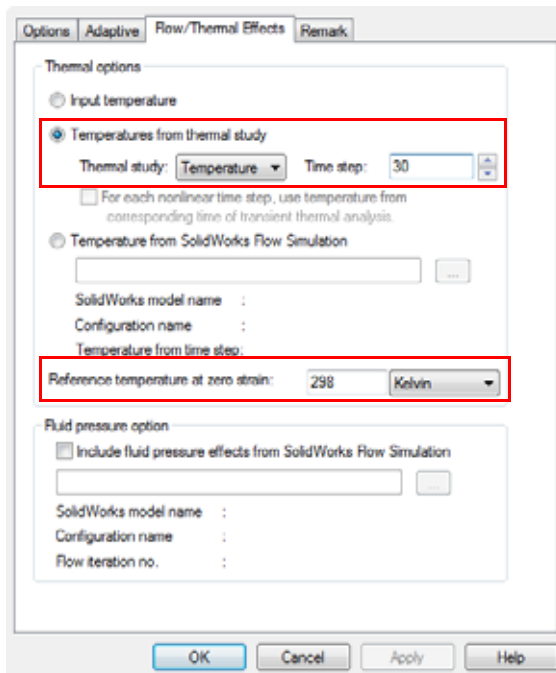 Options Adaptive Flow/Thermal Effects Remark
Thermal options
Input temperature
Temperatures from thermal study
Thermal study: Temperature Time step: 30
For each nonlinear time step, use temperature from
corresponding time of transient thermal analysis.
Temperature from SolidWorks Flow Simulation
...
SolidWorks model name :
Configuration name :
Temperature from time step:
Reference temperature at zero strain: 298 Kelvin
Fluid pressure option
Include fluid pressure effects from SolidWorks Flow Simulation
...
SolidWorks model name :
Configuration name :
Flow iteration no. :
OK Cancel Apply Help